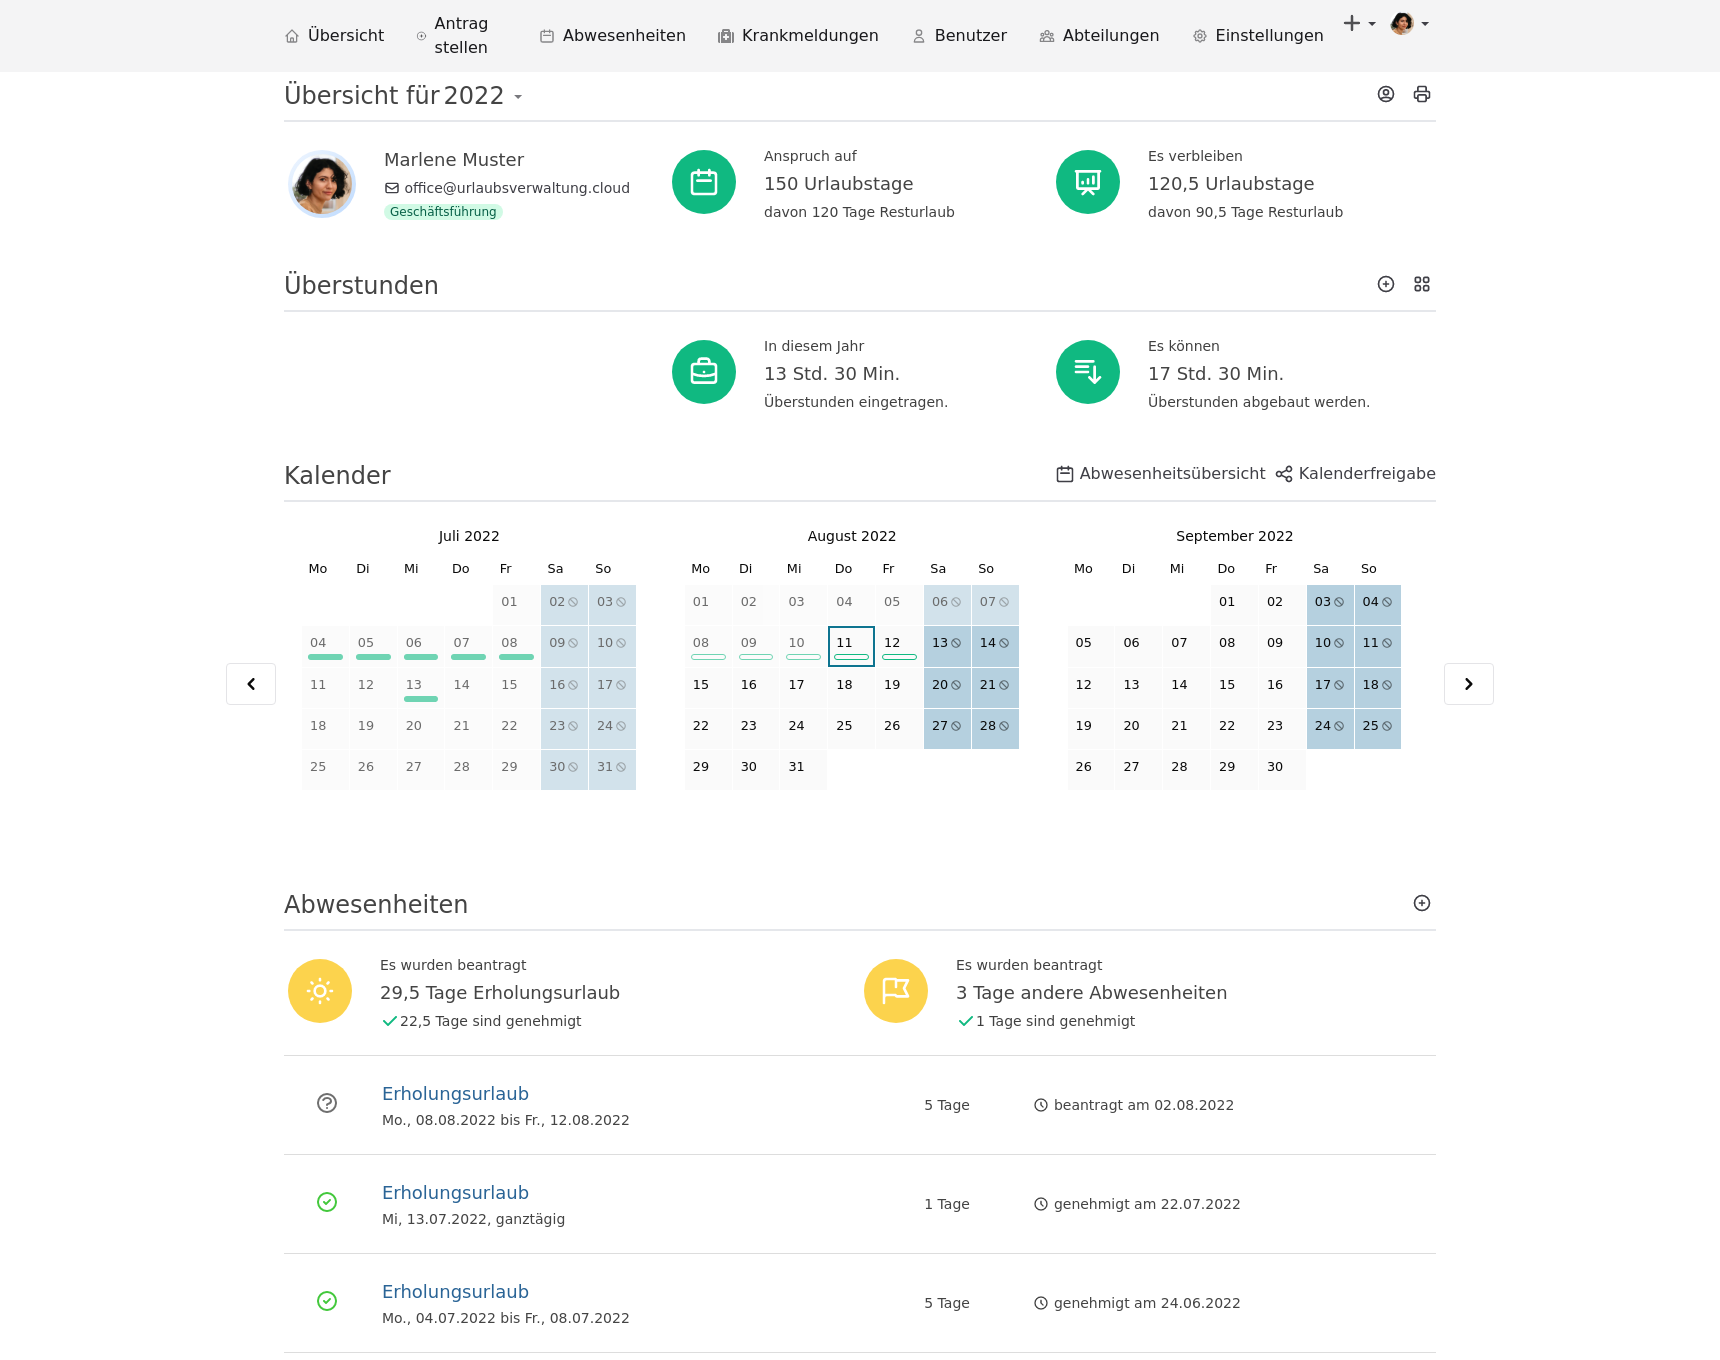 Übersicht
Antrag
stellen
Abwesenheiten
Krankmeldungen
Benutzer
Abteilungen
Einstellungen
Übersicht für 2022
Marlene Muster
office@urlaubsverwaltung.cloud
Geschäftsführung
Anspruch auf
150 Urlaubstage
davon 120 Tage Resturlaub
Es verbleiben
120,5 Urlaubstage
davon 90,5 Tage Resturlaub
Überstunden
In diesem Jahr
13 Std. 30 Min.
Überstunden eingetragen.
Es können
17 Std. 30 Min.
Überstunden abgebaut werden.
Kalender
Abwesenheitsübersicht
Kalenderfreigabe
Juli 2022
Mo Di Mi Do Fr Sa So
01 02 03
04 05 06 07 08 09 10
11 12 13 14 15 16 17
18 19 20 21 22 23 24
25 26 27 28 29 30 31
August 2022
Mo Di Mi Do Fr Sa So
01 02 03 04 05 06 07
08 09 10 11 12 13 14
15 16 17 18 19 20 21
22 23 24 25 26 27 28
29 30 31
September 2022
Mo Di Mi Do Fr Sa So
01 02 03 04
05 06 07 08 09 10 11
12 13 14 15 16 17 18
19 20 21 22 23 24 25
26 27 28 29 30
Abwesenheiten
Es wurden beantragt
29,5 Tage Erholungsurlaub
22,5 Tage sind genehmigt
Es wurden beantragt
3 Tage andere Abwesenheiten
1 Tage sind genehmigt
Erholungsurlaub
Mo., 08.08.2022 bis Fr., 12.08.2022
5 Tage
beantragt am 02.08.2022
Erholungsurlaub
Mi, 13.07.2022, ganztägig
1 Tage
genehmigt am 22.07.2022
Erholungsurlaub
Mo., 04.07.2022 bis Fr., 08.07.2022
5 Tage
genehmigt am 24.06.2022